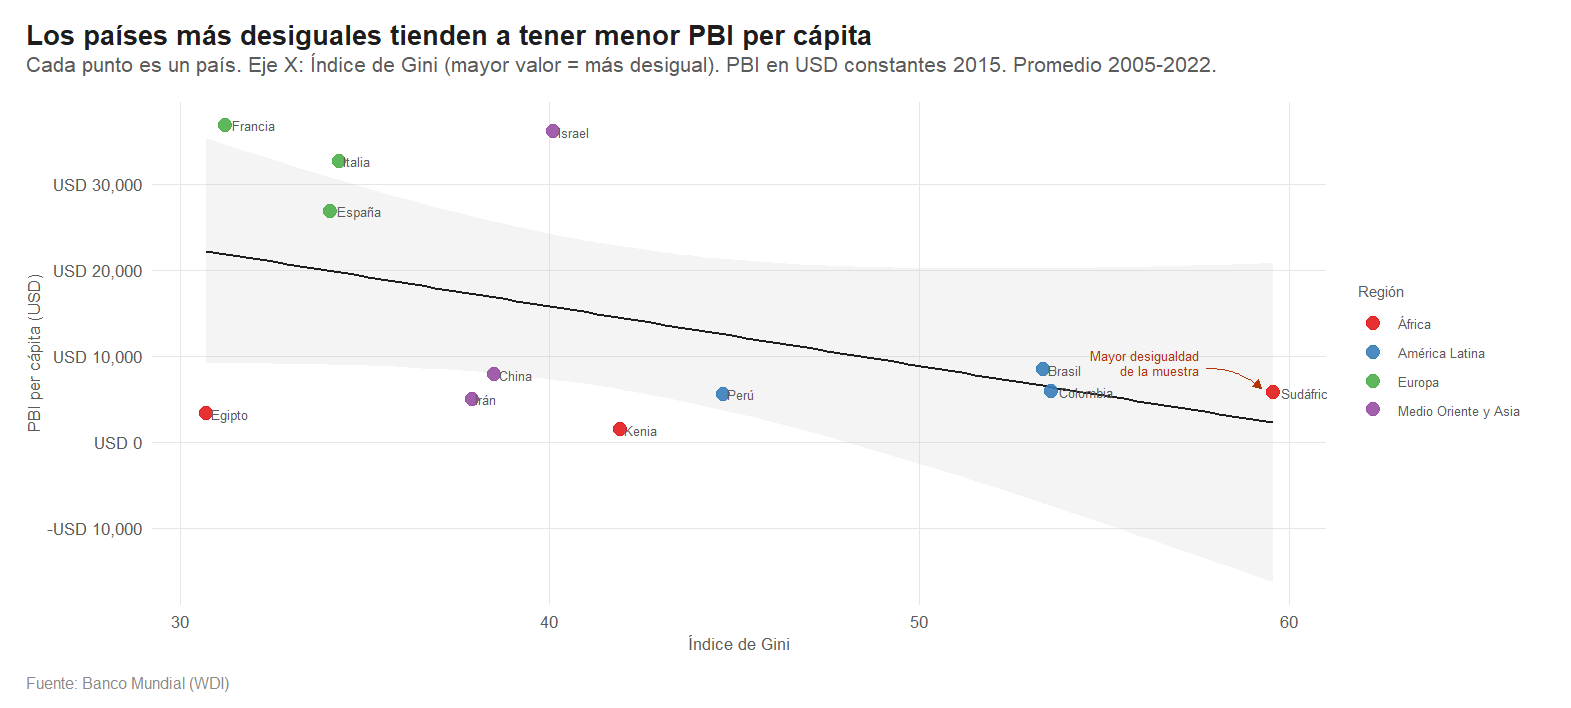 Los países más desiguales tienden a tener menor PBI per cápita
Cada punto es un país. Eje X: Índice de Gini (mayor valor = más desigual). PBI en USD constantes 2015. Promedio 2005-2022.
Francia
Israel
Italia
España
China
Irán
Egipto
Kenia
Perú
Brasil
Colombia
Mayor desigualdad
de la muestra
Sudáfric
USD 30,000
USD 20,000
USD 10,000
USD 0
-USD 10,000
PBI per cápita (USD)
30
40
50
60
Índice de Gini
Región
África
América Latina
Europa
Medio Oriente y Asia
Fuente: Banco Mundial (WDI)